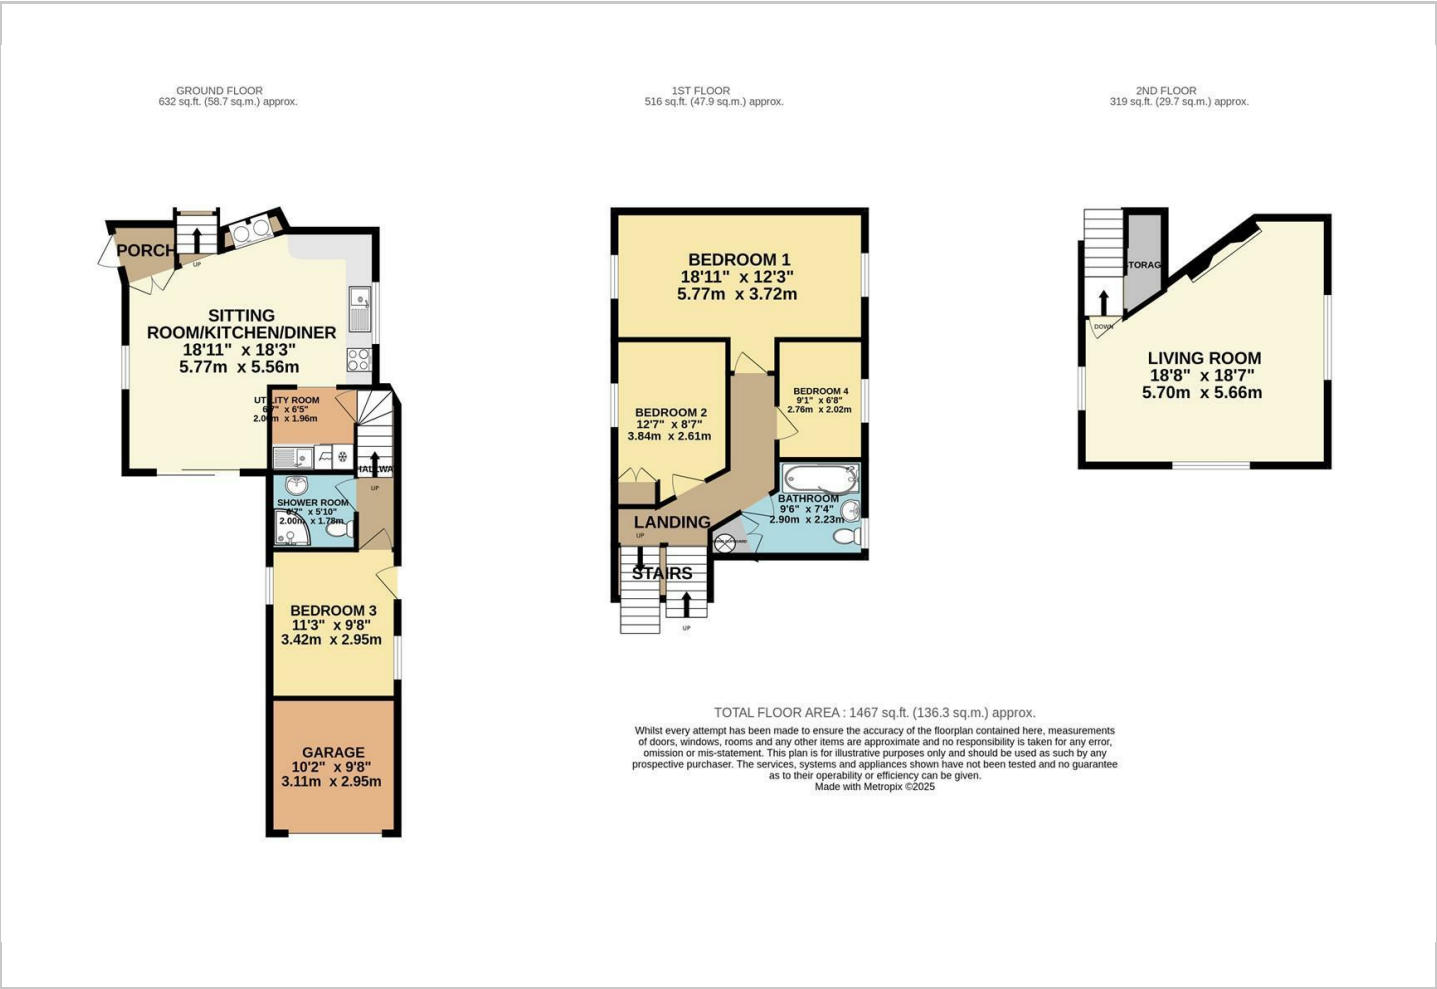 GROUND FLOOR
632 sq.ft. (58.7 sq.m.) approx.
1ST FLOOR
516 sq.ft. (47.9 sq.m.) approx.
2ND FLOOR
319 sq.ft. (29.7 sq.m.) approx.
PORCH
UP
SITTING
ROOM/KITCHEN/DINER
18'11" x 18'3"
5.77m x 5.56m
UTILITY ROOM
6'7" x 6'5"
2.00m x 1.96m
HALLWAY
UP
SHOWER ROOM
6'7" x 5'10"
2.00m x 1.78m
BEDROOM 3
11'3" x 9'8"
3.42m x 2.95m
GARAGE
10'2" x 9'8"
3.11m x 2.95m
BEDROOM 1
18'11" x 12'3"
5.77m x 3.72m
BEDROOM 2
12'7" x 8'7"
3.84m x 2.61m
BEDROOM 4
9'1" x 6'8"
2.76m x 2.02m
BATHROOM
9'6" x 7'4"
2.90m x 2.23m
LANDING
UP
STAIRS
UP
STORAGE
DOWN
LIVING ROOM
18'8" x 18'7"
5.70m x 5.66m
TOTAL FLOOR AREA : 1467 sq.ft. (136.3 sq.m.) approx.
Whilst every attempt has been made to ensure the accuracy of the floorplan contained here, measurements
of doors, windows, rooms and any other items are approximate and no responsibility is taken for any error,
omission or mis-statement. This plan is for illustrative purposes only and should be used as such by any
prospective purchaser. The services, systems and appliances shown have not been tested and no guarantee
as to their operability or efficiency can be given.
Made with Metropix ©2025